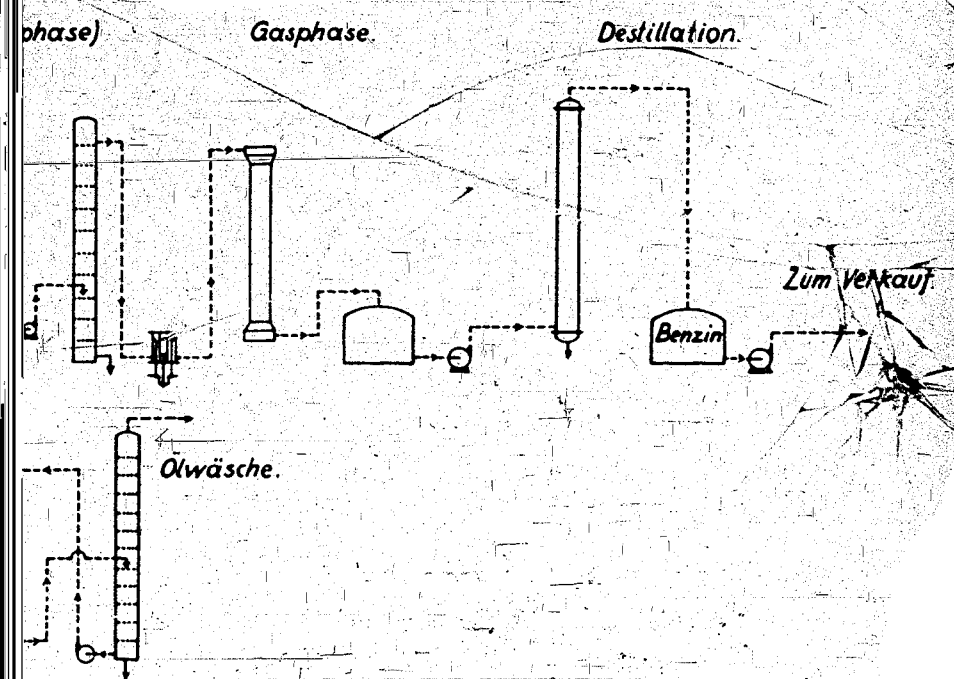 phase)
Gasphase.
Destillation.
Zum Verkauf.
Benzin
Ölwäsche.